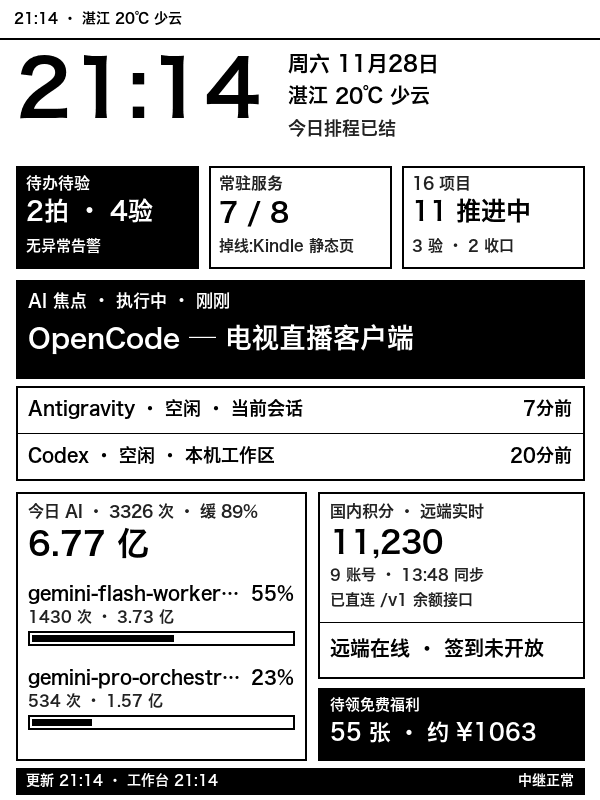 21:14 · 湛江 20℃ 少云
21:14
周六 11月28日
湛江 20℃ 少云
今日排程已结
待办待验
2拍 · 4验
无异常告警
常驻服务
7 / 8
掉线:Kindle 静态页
16 项目
11 推进中
3 验 · 2 收口
AI 焦点 · 执行中 · 刚刚
OpenCode — 电视直播客户端
Antigravity · 空闲 · 当前会话 7分前
Codex · 空闲 · 本机工作区 20分前
今日 AI · 3326 次 · 缓 89%
6.77 亿
gemini-flash-worker··· 55%
1430 次 · 3.73 亿
gemini-pro-orchestr··· 23%
534 次 · 1.57 亿
国内积分 · 远端实时
11,230
9 账号 · 13:48 同步
已直连 /v1 余额接口
远端在线 · 签到未开放
待领免费福利
55 张 · 约 ¥1063
更新 21:14 · 工作台 21:14 中继正常